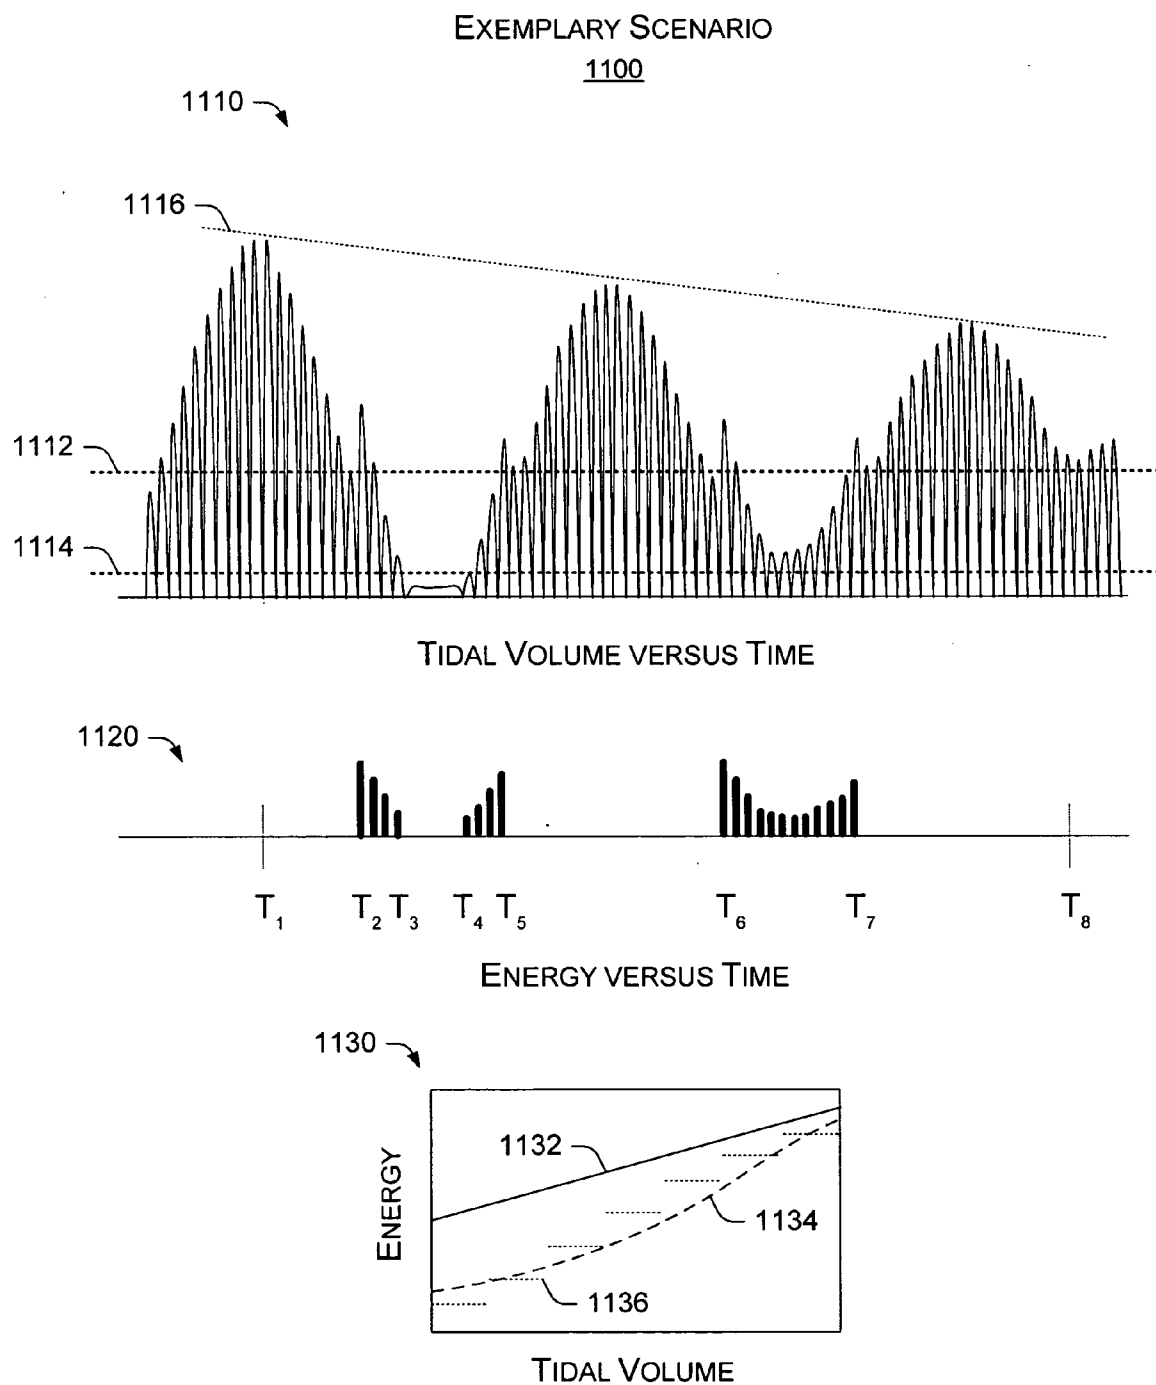 EXEMPLARY SCENARIO
1100
1110
1116
1112
1114
TIDAL VOLUME VERSUS TIME
1120
T1 T2 T3 T4 T5 T6 T7 T8
ENERGY VERSUS TIME
1130
1132
ENERGY
1134
1136
TIDAL VOLUME